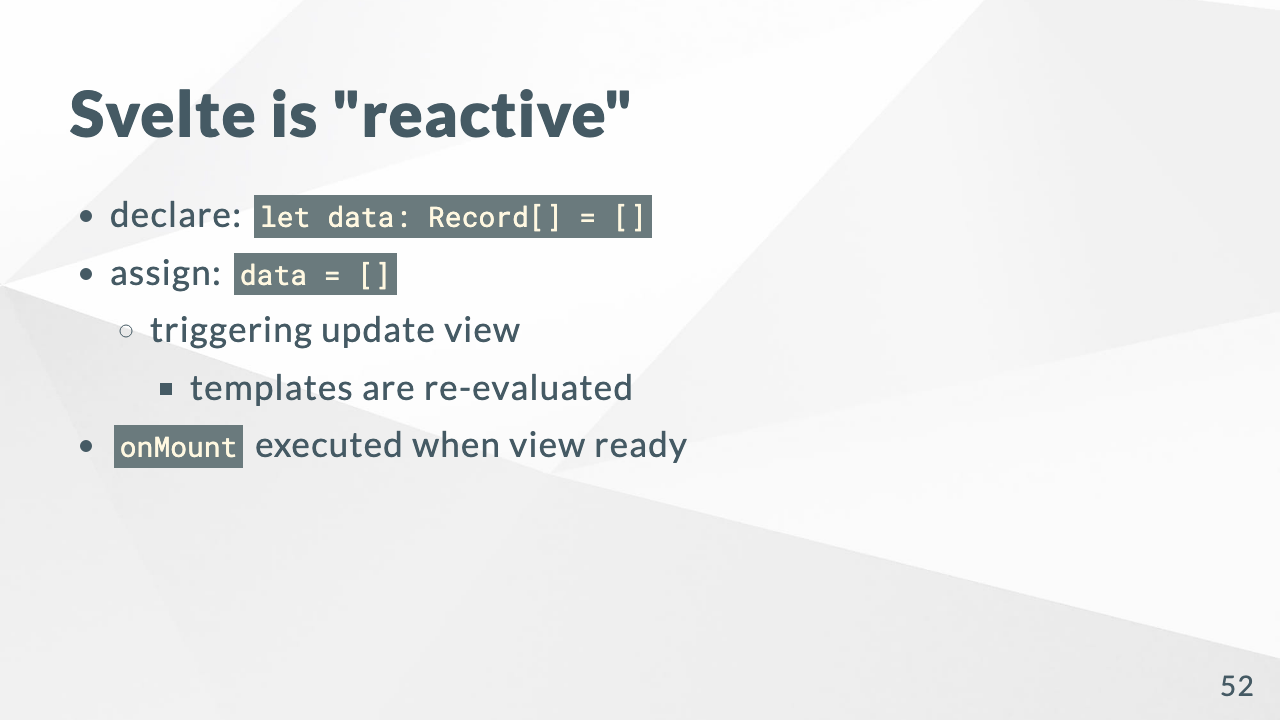 Svelte is "reactive"
• declare: let data: Record[] = []
• assign: data = []
○ triggering update view
▪ templates are re-evaluated
• onMount executed when view ready
52